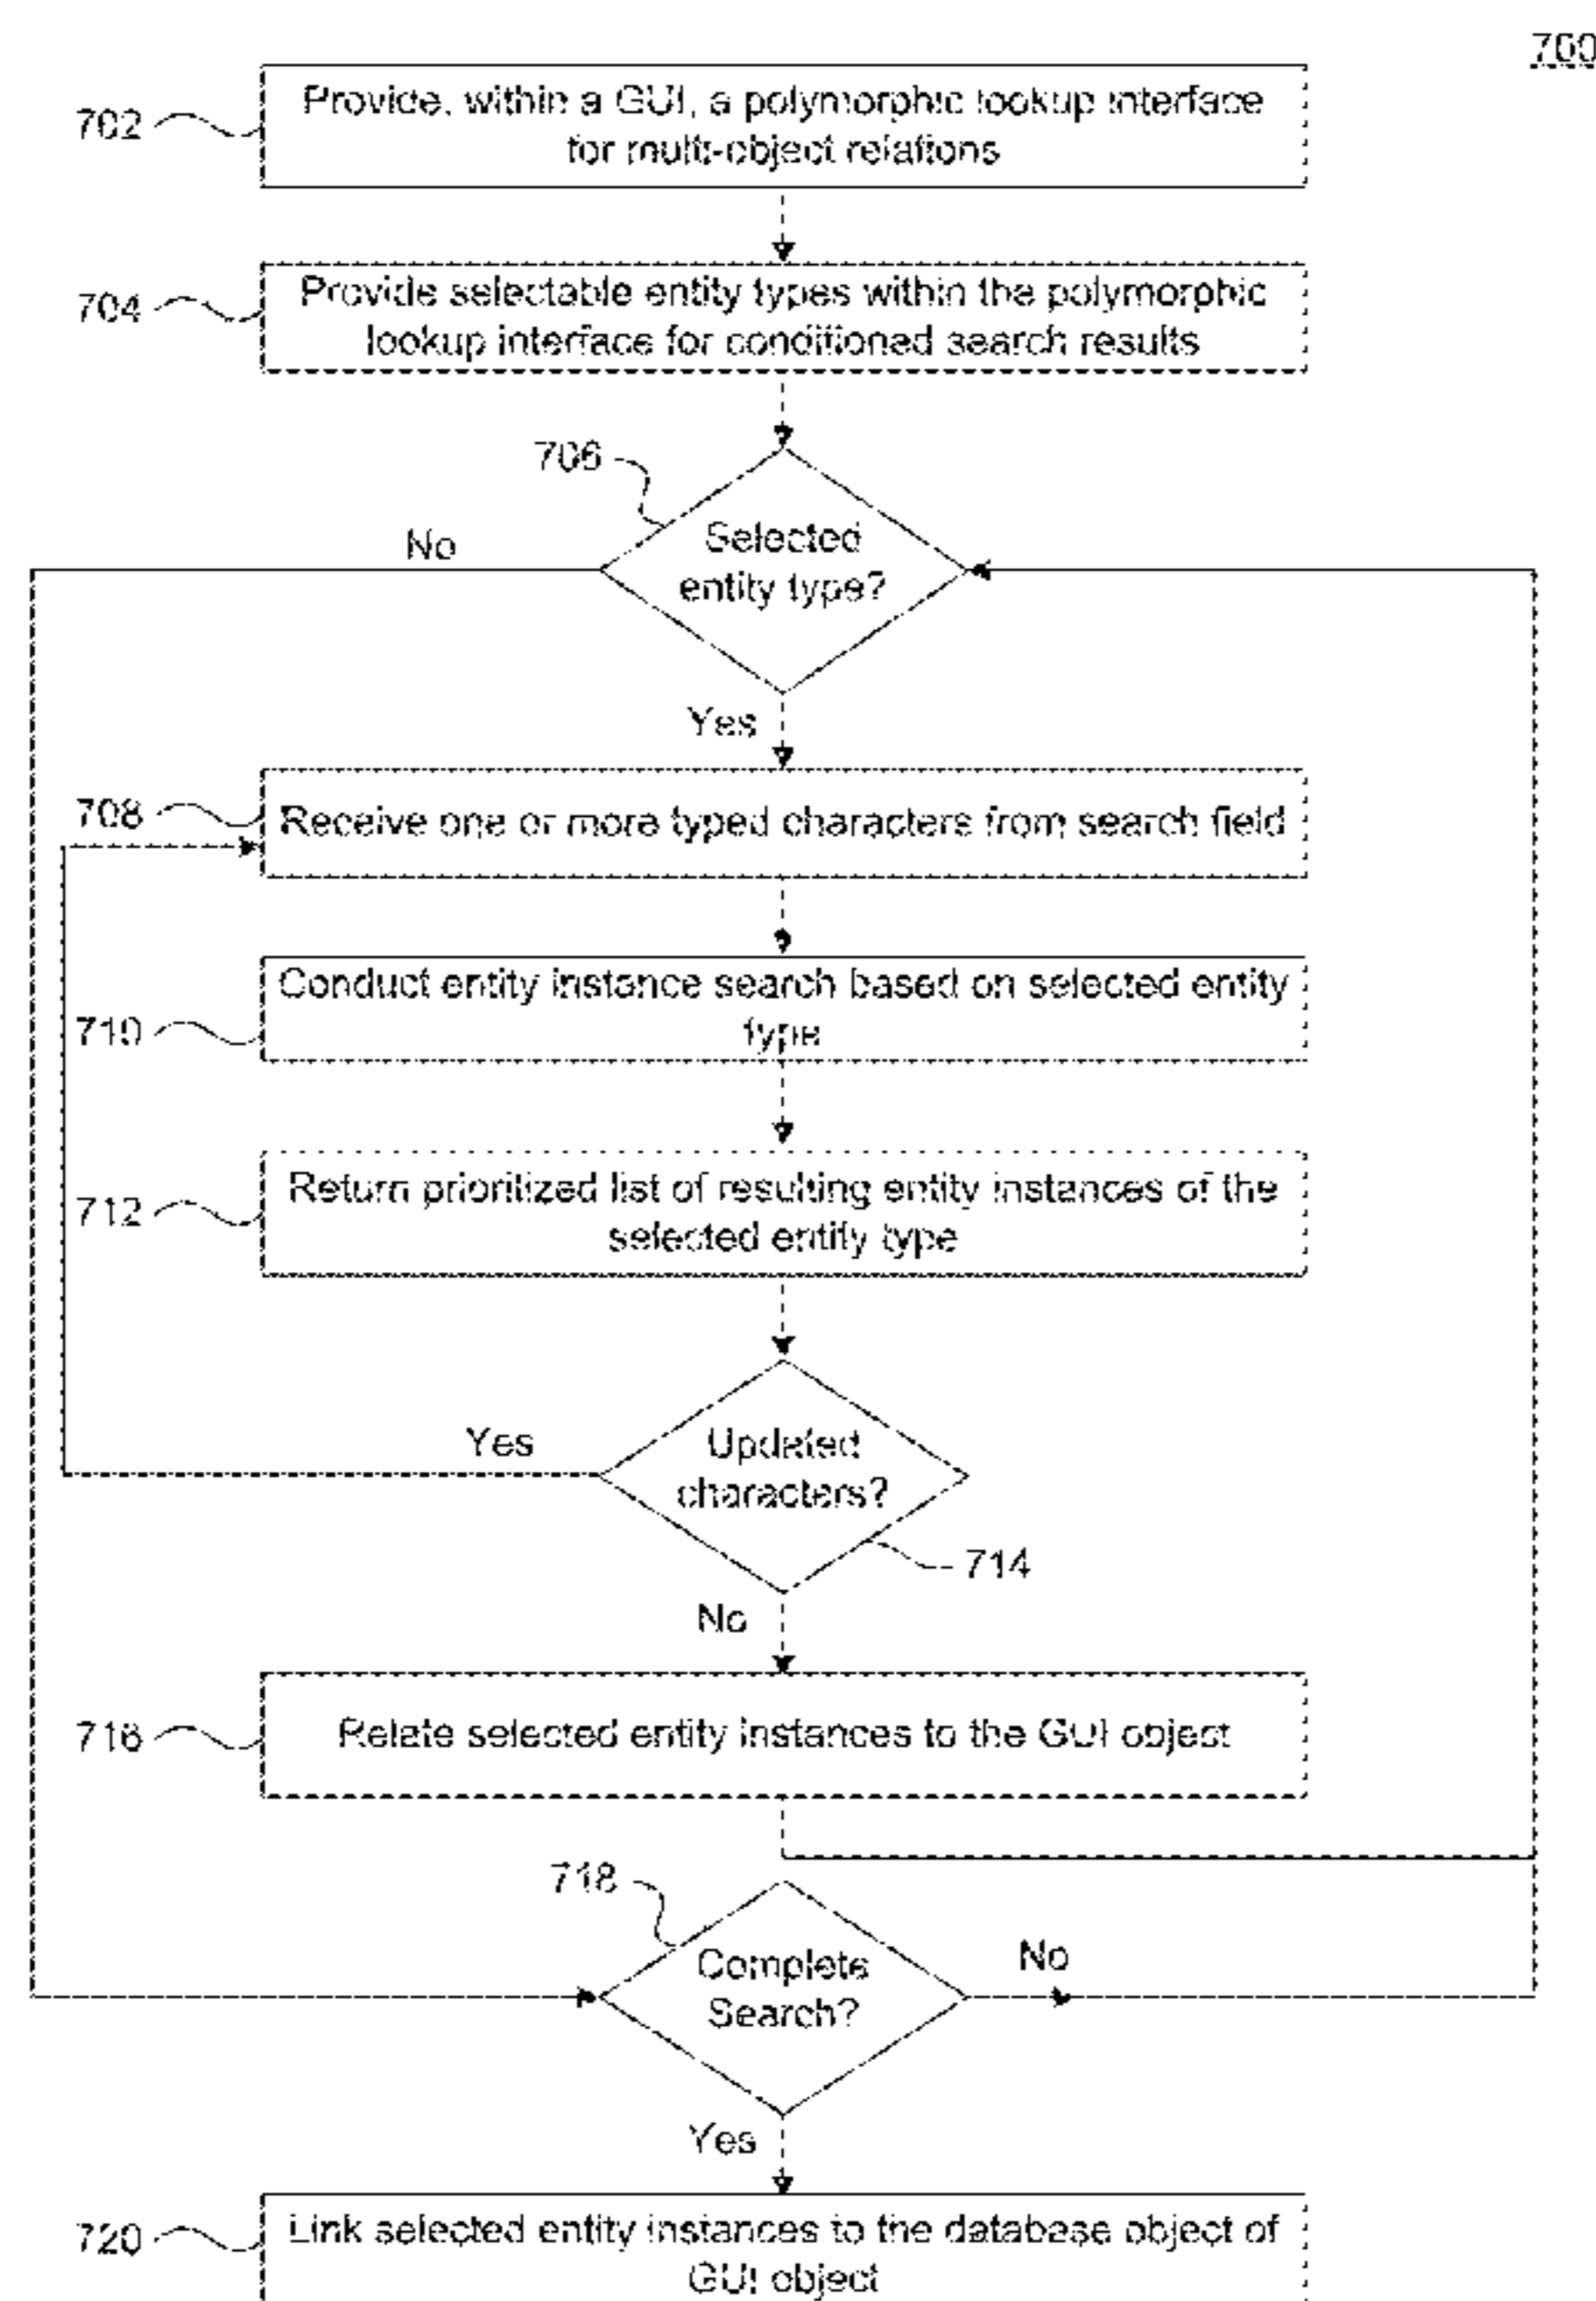 700
702
Provide, within a GUI, a polymorphic lookup interface
for multi-object relations
704
Provide selectable entity types within the polymorphic
lookup interface for conditioned search results
706
No
Selected
entity type?
Yes
708
Receive one or more typed characters from search field
Conduct entity instance search based on selected entity
type
710
Return prioritized list of resulting entity instances of the
selected entity type
712
Yes
Updated
characters?
714
No
716
Relate selected entity instances to the GUI object
718
Complete
Search?
No
Yes
720
Link selected entity instances to the database object of
GUI object